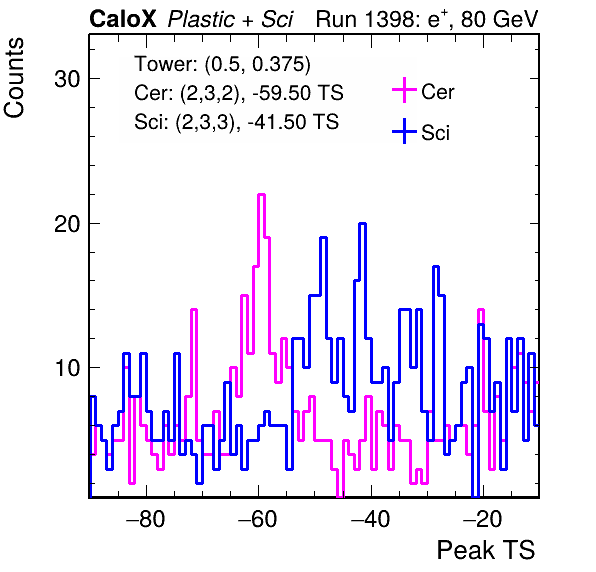 CaloX Plastic + Sci Run 1398: e⁺, 80 GeV
Tower: (0.5, 0.375)
Cer: (2,3,2), -59.50 TS
Sci: (2,3,3), -41.50 TS
Cer
Sci
Counts
30
20
10
−80 −60 −40 −20
Peak TS